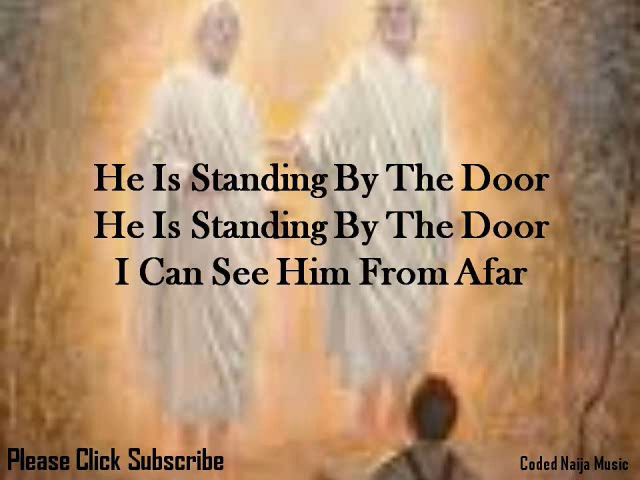 He Is Standing By The Door
He Is Standing By The Door
I Can See Him From Afar
Please Click Subscribe
Coded Naija Music